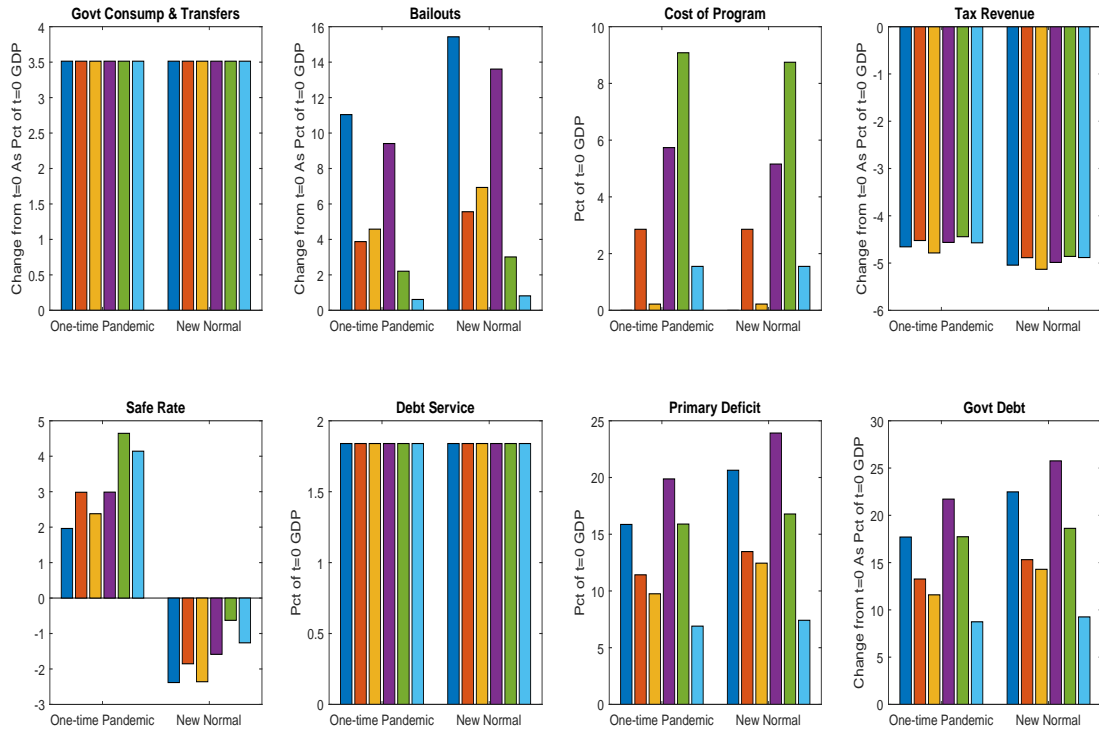 Govt Consump & Transfers
Change from t=0 As Pct of t=0 GDP
4
3.5
3
2.5
2
1.5
1
0.5
0
One-time Pandemic
New Normal
Bailouts
Change from t=0 As Pct of t=0 GDP
16
14
12
10
8
6
4
2
0
One-time Pandemic
New Normal
Cost of Program
Pct of t=0 GDP
10
8
6
4
2
0
One-time Pandemic
New Normal
Tax Revenue
Change from t=0 As Pct of t=0 GDP
0
-1
-2
-3
-4
-5
-6
One-time Pandemic
New Normal
Safe Rate
5
4
3
2
1
0
-1
-2
-3
One-time Pandemic
New Normal
Debt Service
Pct of t=0 GDP
2
1.5
1
0.5
0
One-time Pandemic
New Normal
Primary Deficit
Pct of t=0 GDP
25
20
15
10
5
0
One-time Pandemic
New Normal
Govt Debt
Change from t=0 As Pct of t=0 GDP
30
25
20
15
10
5
0
One-time Pandemic
New Normal